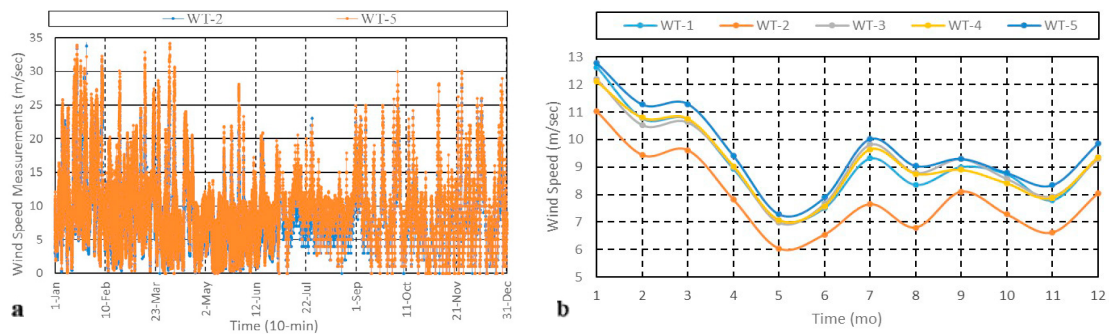 WT-2 WT-5
Wind Speed Measurements (m/sec)
35
30
25
20
15
10
5
0
1-Jan 10-Feb 23-Mar 2-May 12-Jun 22-Jul 1-Sep 11-Oct 21-Nov 31-Dec
Time (10-min)
a
WT-1 WT-2 WT-3 WT-4 WT-5
Wind Speed (m/sec)
13
12
11
10
9
8
7
6
5
1 2 3 4 5 6 7 8 9 10 11 12
Time (mo)
b